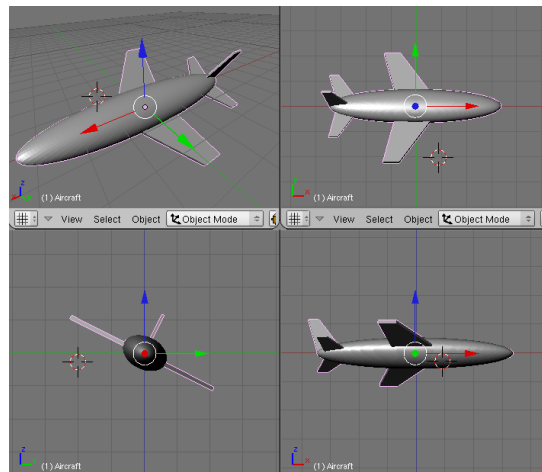 z
(1) Aircraft
x
(1) Aircraft
View Select Object Object Mode
View Select Object Object Mode
z
(1) Aircraft
z
x
(1) Aircraft